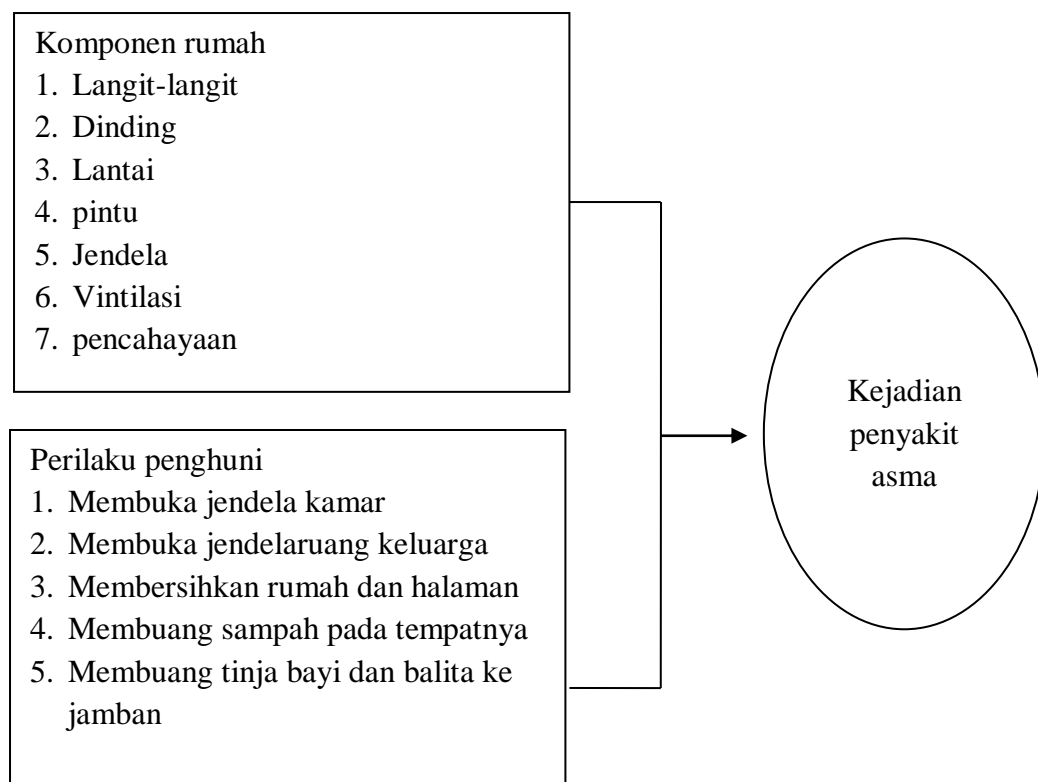 Komponen rumah
1. Langit-langit
2. Dinding
3. Lantai
4. pintu
5. Jendela
6. Vintilasi
7. pencahayaan
Perilaku penghuni
1. Membuka jendela kamar
2. Membuka jendelaruang keluarga
3. Membersihkan rumah dan halaman
4. Membuang sampah pada tempatnya
5. Membuang tinja bayi dan balita ke
jamban
Kejadian
penyakit
asma